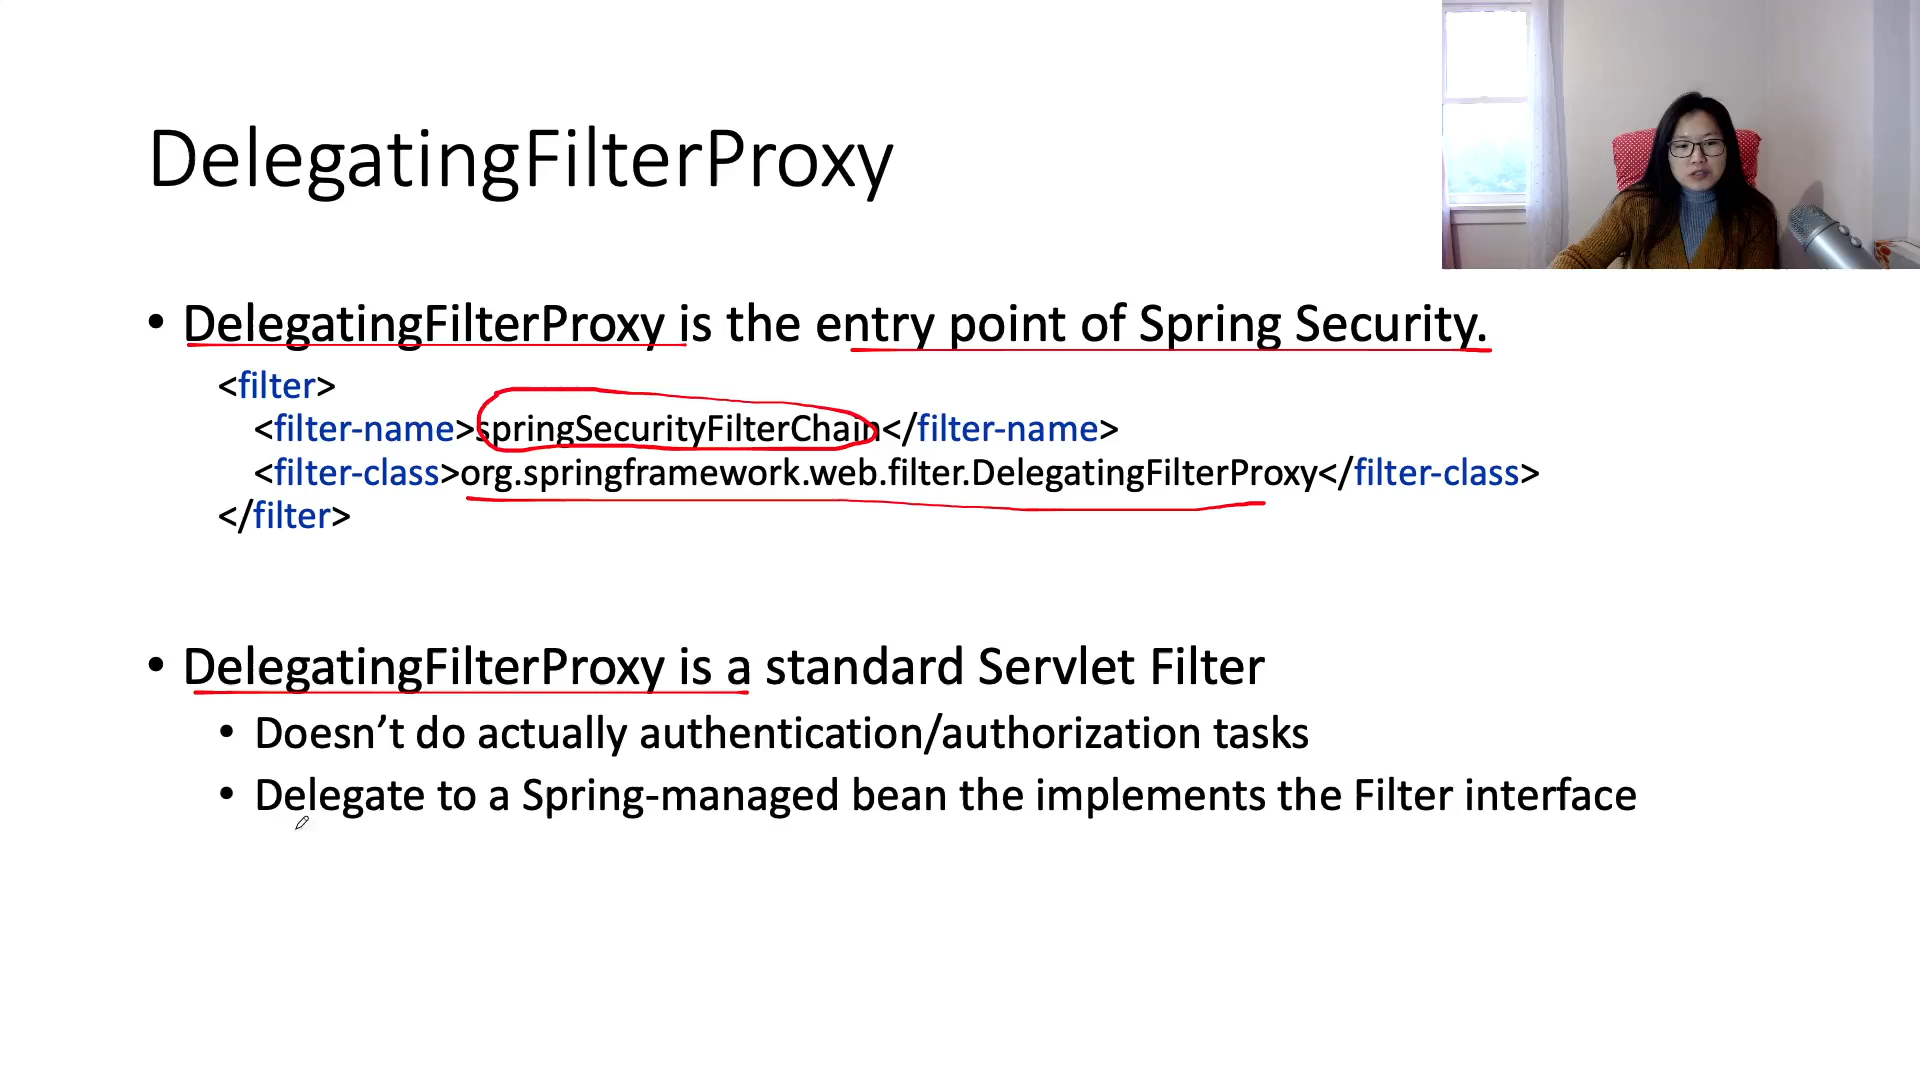 DelegatingFilterProxy
• DelegatingFilterProxy is the entry point of Spring Security.
<filter>
<filter-name>springSecurityFilterChain</filter-name>
<filter-class>org.springframework.web.filter.DelegatingFilterProxy</filter-class>
</filter>
• DelegatingFilterProxy is a standard Servlet Filter
• Doesn’t do actually authentication/authorization tasks
• Delegate to a Spring-managed bean the implements the Filter interface